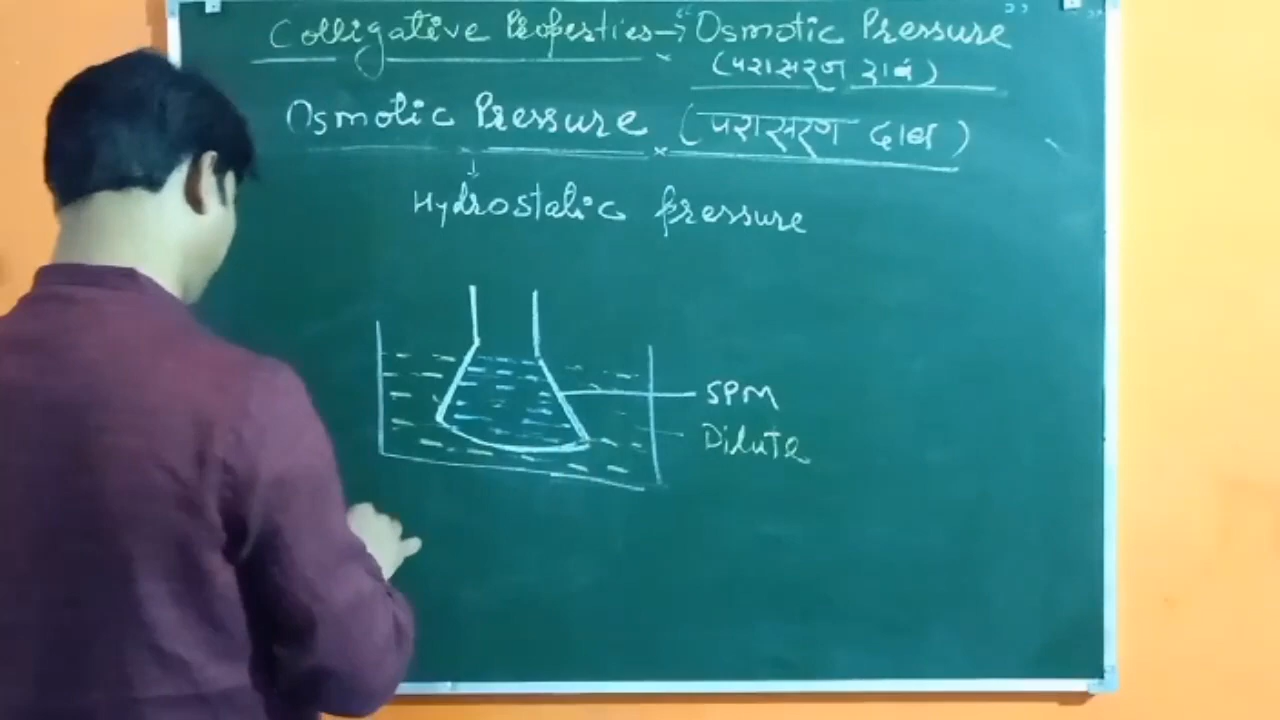 Colligative Properties → "Osmotic Pressure"
(परासरण दाब)
Osmotic Pressure (परासरण दाब)
↓
Hydrostatic pressure
SPM
Dilute